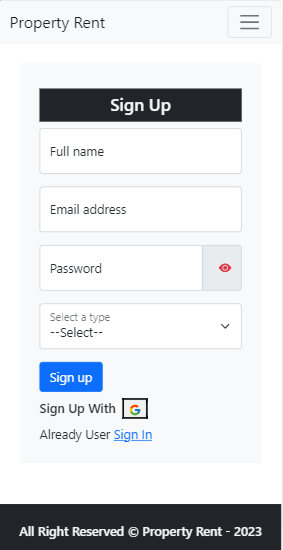 Property Rent
Sign Up
Full name
Email address
Password
Select a type
--Select--
Sign up
Sign Up With
Already User Sign In
All Right Reserved © Property Rent - 2023